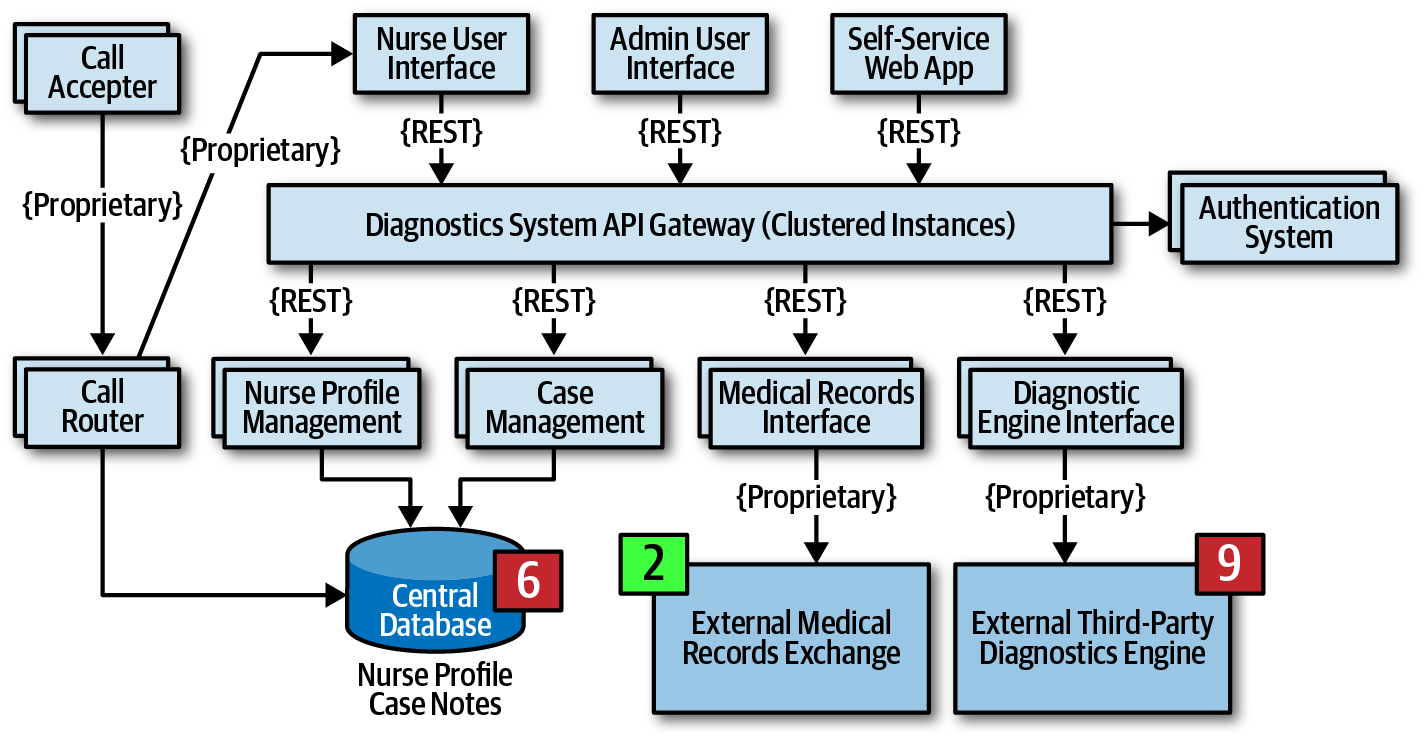 Call
Accepter
Nurse User
Interface
Admin User
Interface
Self-Service
Web App
{REST}
{REST}
{REST}
{Proprietary}
{Proprietary}
Diagnostics System API Gateway (Clustered Instances)
Authentication
System
{REST}
{REST}
{REST}
{REST}
Call
Router
Nurse Profile
Management
Case
Management
Medical Records
Interface
Diagnostic
Engine Interface
{Proprietary}
{Proprietary}
Central
Database
6
Nurse Profile
Case Notes
2
External Medical
Records Exchange
9
External Third-Party
Diagnostics Engine